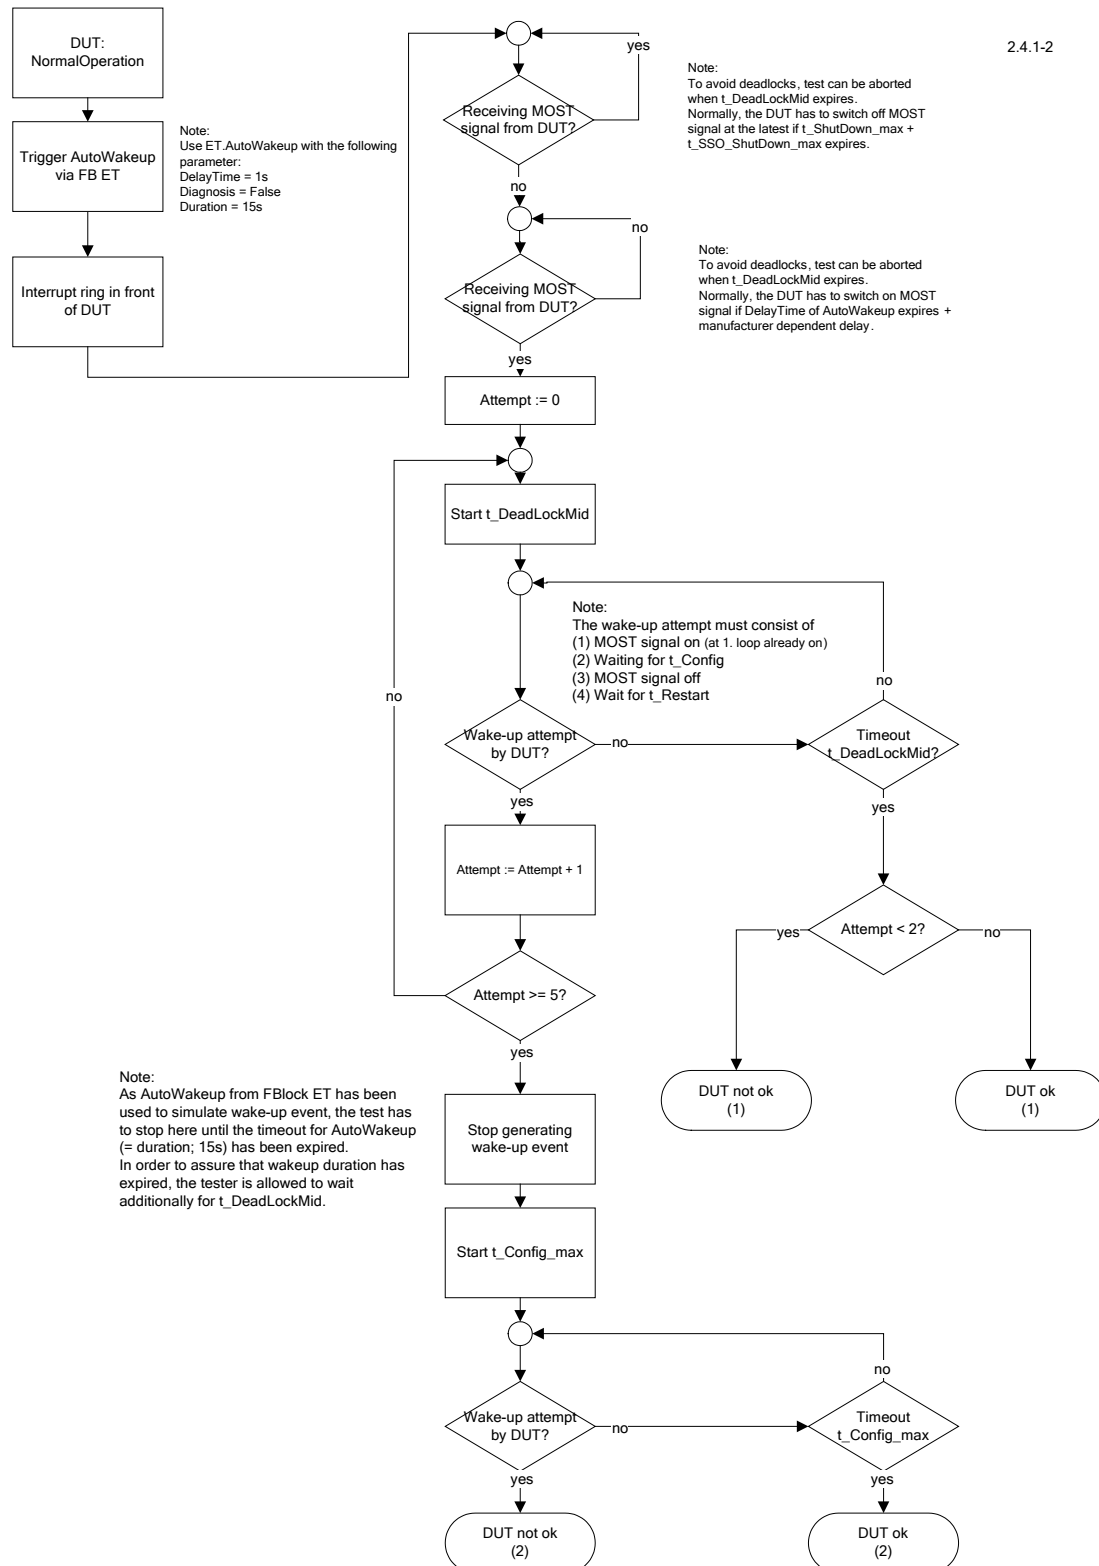 2.4.1-2
DUT:
NormalOperation
Trigger AutoWakeup
via FB ET
Note:
Use ET.AutoWakeup with the following
parameter:
DelayTime = 1s
Diagnosis = False
Duration = 15s
Interrupt ring in front
of DUT
yes
Receiving MOST
signal from DUT?
Note:
To avoid deadlocks, test can be aborted
when t_DeadLockMid expires.
Normally, the DUT has to switch off MOST
signal at the latest if t_ShutDown_max +
t_SSO_ShutDown_max expires.
no
no
Receiving MOST
signal from DUT?
Note:
To avoid deadlocks, test can be aborted
when t_DeadLockMid expires.
Normally, the DUT has to switch on MOST
signal if DelayTime of AutoWakeup expires +
manufacturer dependent delay.
yes
Attempt := 0
Start t_DeadLockMid
Note:
The wake-up attempt must consist of
(1) MOST signal on (at 1. loop already on)
(2) Waiting for t_Config
(3) MOST signal off
(4) Wait for t_Restart
no
no
Wake-up attempt
by DUT?
no
Timeout
t_DeadLockMid?
yes
yes
Attempt := Attempt + 1
Attempt < 2?
yes
no
Attempt >= 5?
yes
DUT not ok
(1)
DUT ok
(1)
Note:
As AutoWakeup from FBlock ET has been
used to simulate wake-up event, the test has
to stop here until the timeout for AutoWakeup
(= duration; 15s) has been expired.
In order to assure that wakeup duration has
expired, the tester is allowed to wait
additionally for t_DeadLockMid.
Stop generating
wake-up event
Start t_Config_max
no
Wake-up attempt
by DUT?
no
Timeout
t_Config_max
yes
yes
DUT not ok
(2)
DUT ok
(2)